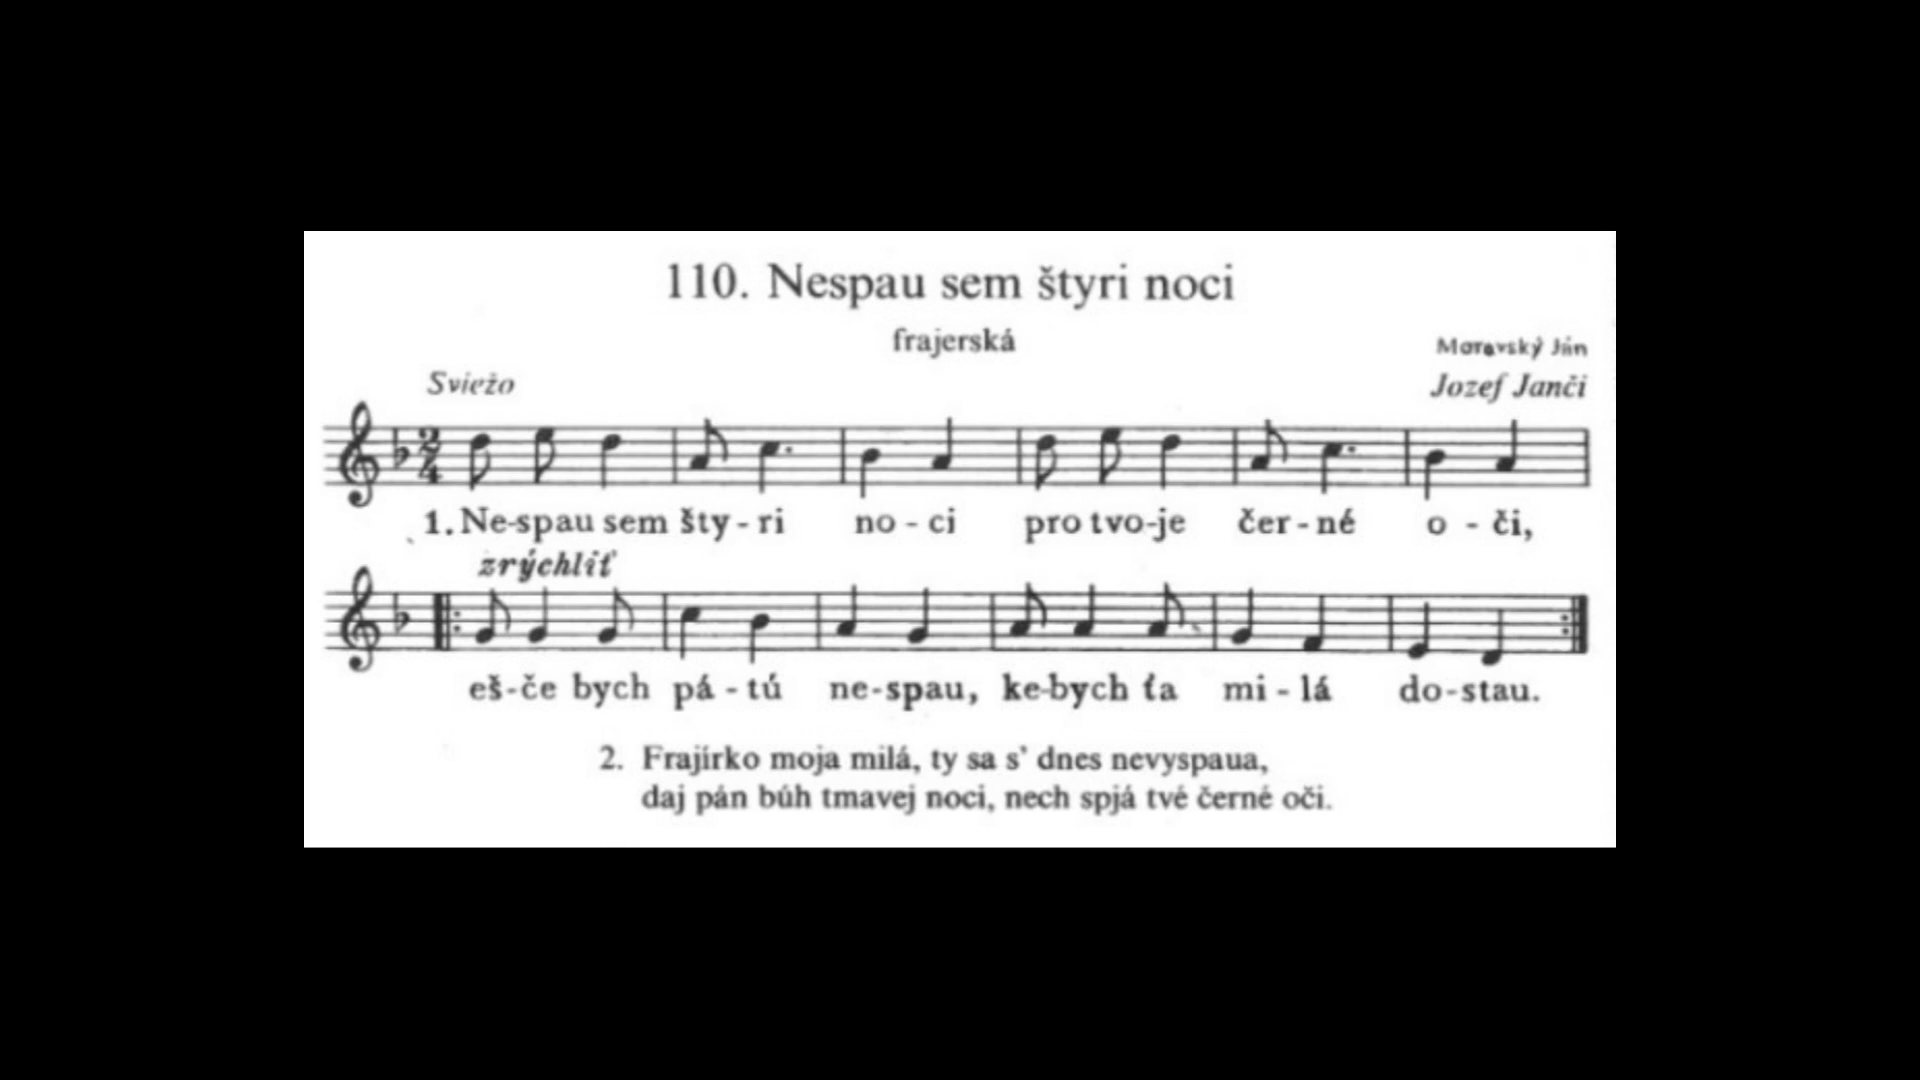 110. Nespau sem štyri noci
frajerská
Moravský Ján
Sviežo
Jozef Janči
2/4
1. Ne-spau sem šty-ri no-ci pro tvo-je čer-né o-či,
zrýchliť
eš-če bych pá-tú ne-spau, ke-bych ťa mi-lá do-stau.
2. Frajírko moja milá, ty sa s' dnes nevyspaua,
daj pán búh tmavej noci, nech spjá tvé černé oči.